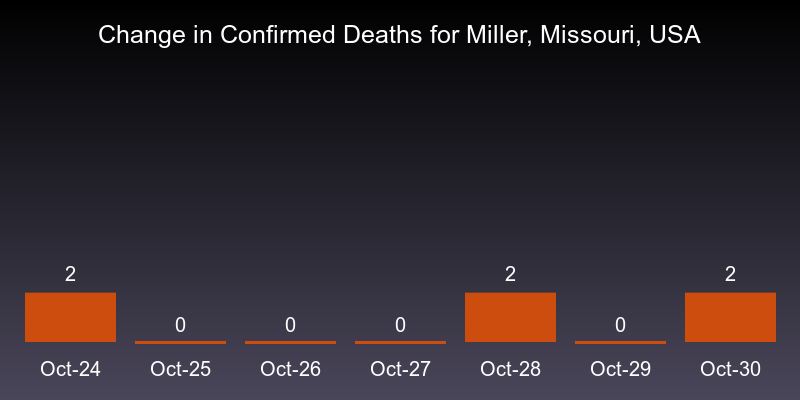 Change in Confirmed Deaths for Miller, Missouri, USA
2 0 0 0 2 0 2
Oct-24 Oct-25 Oct-26 Oct-27 Oct-28 Oct-29 Oct-30